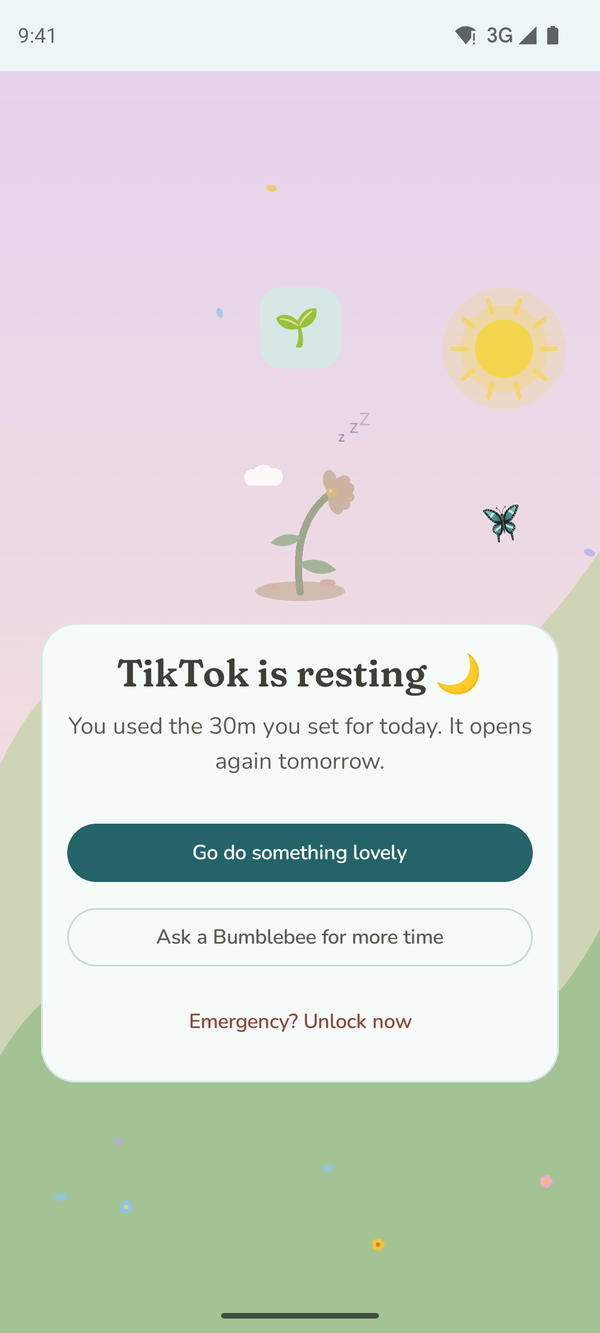 9:41
3G
z z Z
TikTok is resting 🌙
You used the 30m you set for today. It opens
again tomorrow.
Go do something lovely
Ask a Bumblebee for more time
Emergency? Unlock now